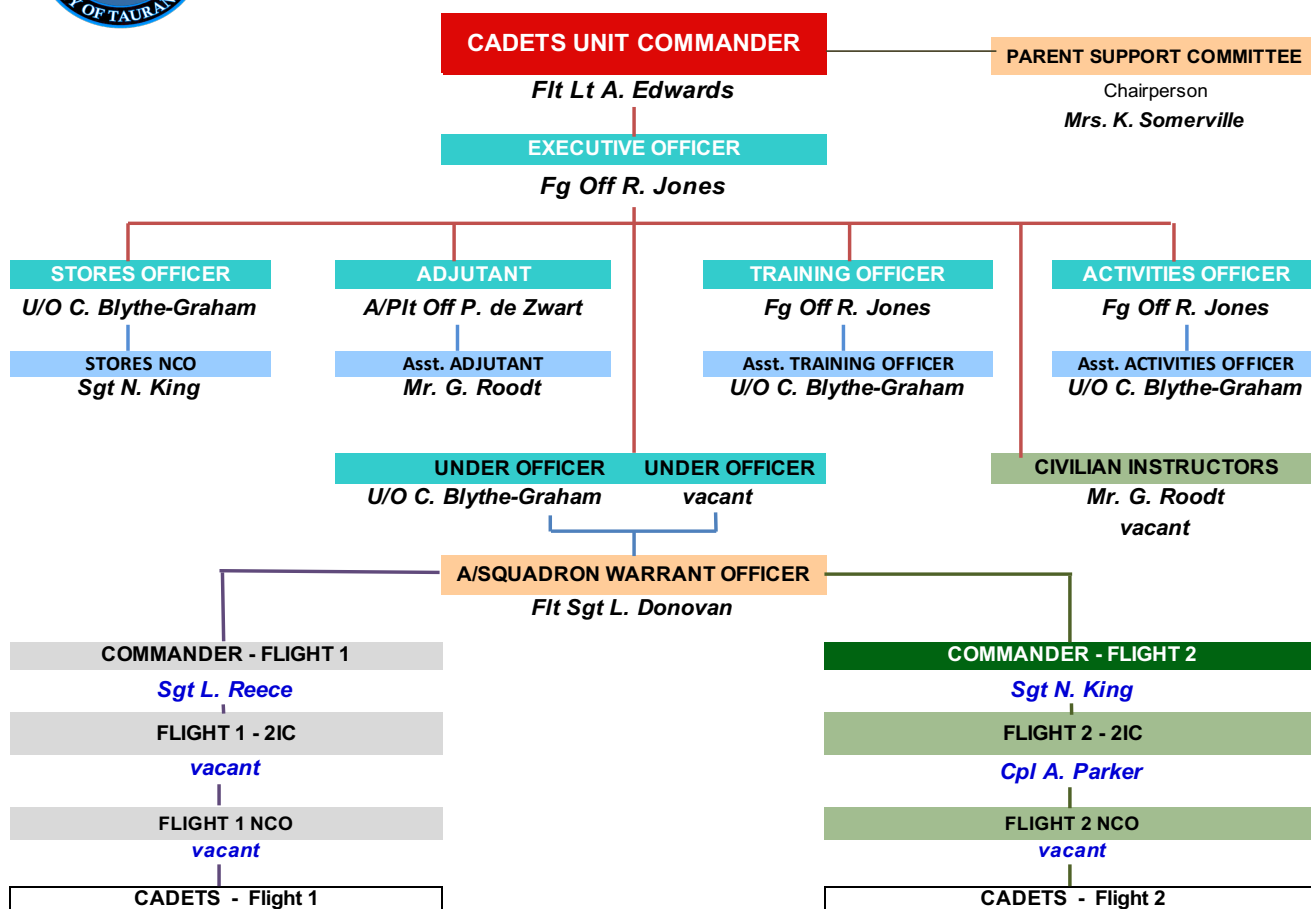 Y OF TAURAN
CADETS UNIT COMMANDER
PARENT SUPPORT COMMITTEE
Flt Lt A. Edwards
Chairperson
Mrs. K. Somerville
EXECUTIVE OFFICER
Fg Off R. Jones
STORES OFFICER
U/O C. Blythe-Graham
ADJUTANT
A/Plt Off P. de Zwart
TRAINING OFFICER
Fg Off R. Jones
ACTIVITIES OFFICER
Fg Off R. Jones
STORES NCO
Sgt N. King
Asst. ADJUTANT
Mr. G. Roodt
Asst. TRAINING OFFICER
U/O C. Blythe-Graham
Asst. ACTIVITIES OFFICER
U/O C. Blythe-Graham
UNDER OFFICER
U/O C. Blythe-Graham
UNDER OFFICER
vacant
CIVILIAN INSTRUCTORS
Mr. G. Roodt
vacant
A/SQUADRON WARRANT OFFICER
Flt Sgt L. Donovan
COMMANDER - FLIGHT 1
Sgt L. Reece
FLIGHT 1 - 2IC
vacant
FLIGHT 1 NCO
vacant
CADETS - Flight 1
COMMANDER - FLIGHT 2
Sgt N. King
FLIGHT 2 - 2IC
Cpl A. Parker
FLIGHT 2 NCO
vacant
CADETS - Flight 2